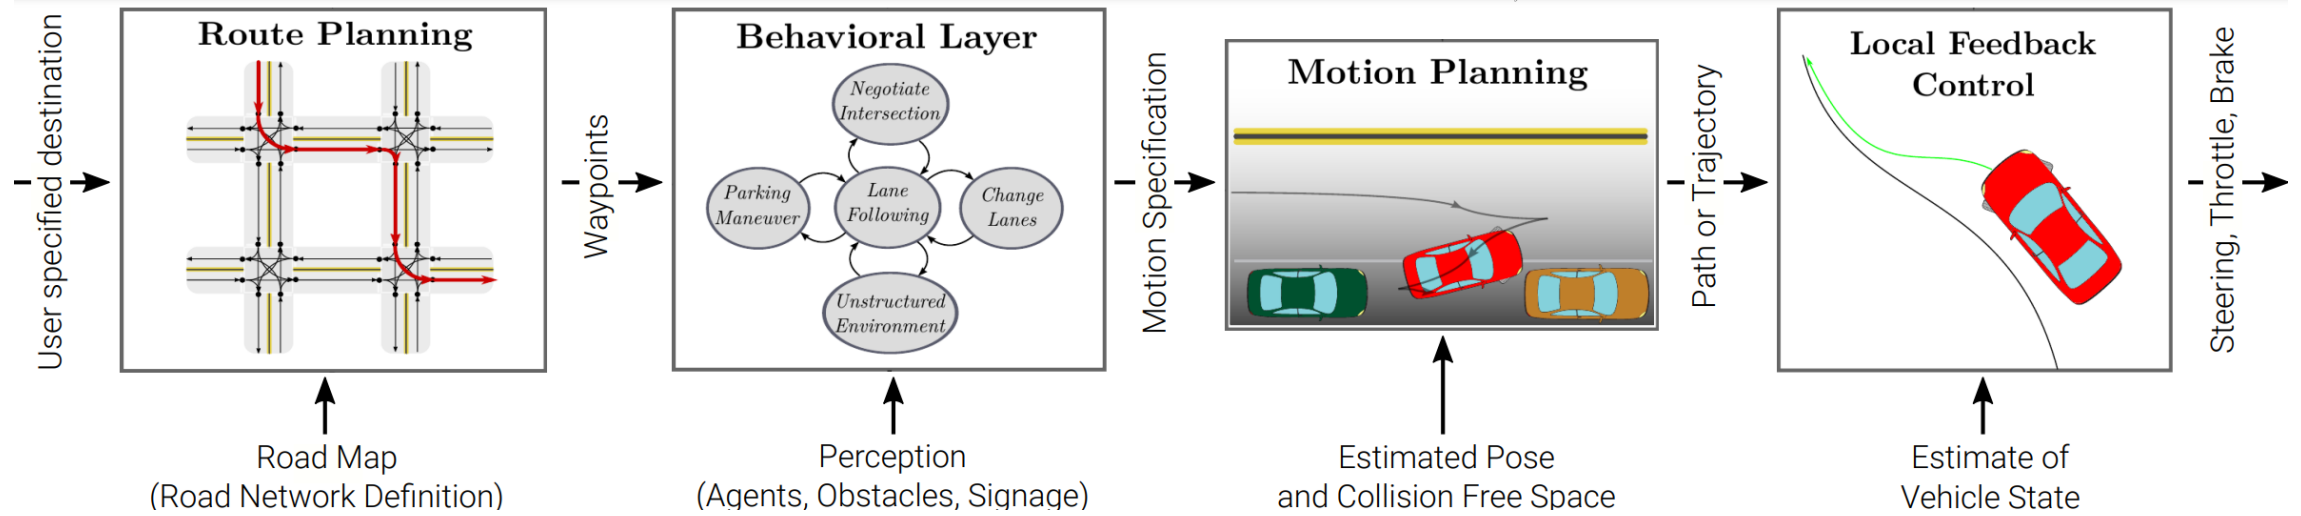 User specified destination
Route Planning
Road Map
(Road Network Definition)
Waypoints
Behavioral Layer
Negotiate
Intersection
Parking
Maneuver
Lane
Following
Change
Lanes
Unstructured
Environment
Perception
(Agents, Obstacles, Signage)
Motion Specification
Motion Planning
Estimated Pose
and Collision Free Space
Path or Trajectory
Local Feedback
Control
Estimate of
Vehicle State
Steering, Throttle, Brake